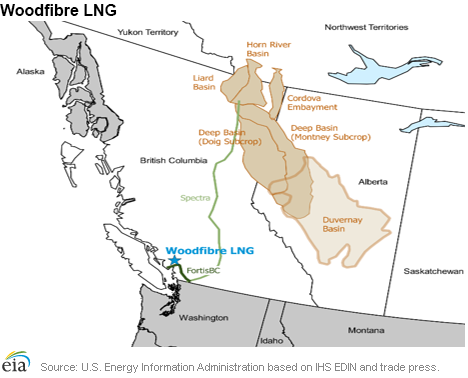 Woodfibre LNG
Yukon Territory
Northwest Territories
Horn River
Basin
Alaska
Liard
Basin
Cordova
Embayment
Deep Basin
(Doig Subcrop)
Deep Basin
(Montney Subcrop)
British Columbia
Alberta
Spectra
Duvernay
Basin
Woodfibre LNG
FortisBC
Saskatchewan
Washington
Idaho
Montana
eia
Source: U.S. Energy Information Administration based on IHS EDIN and trade press.